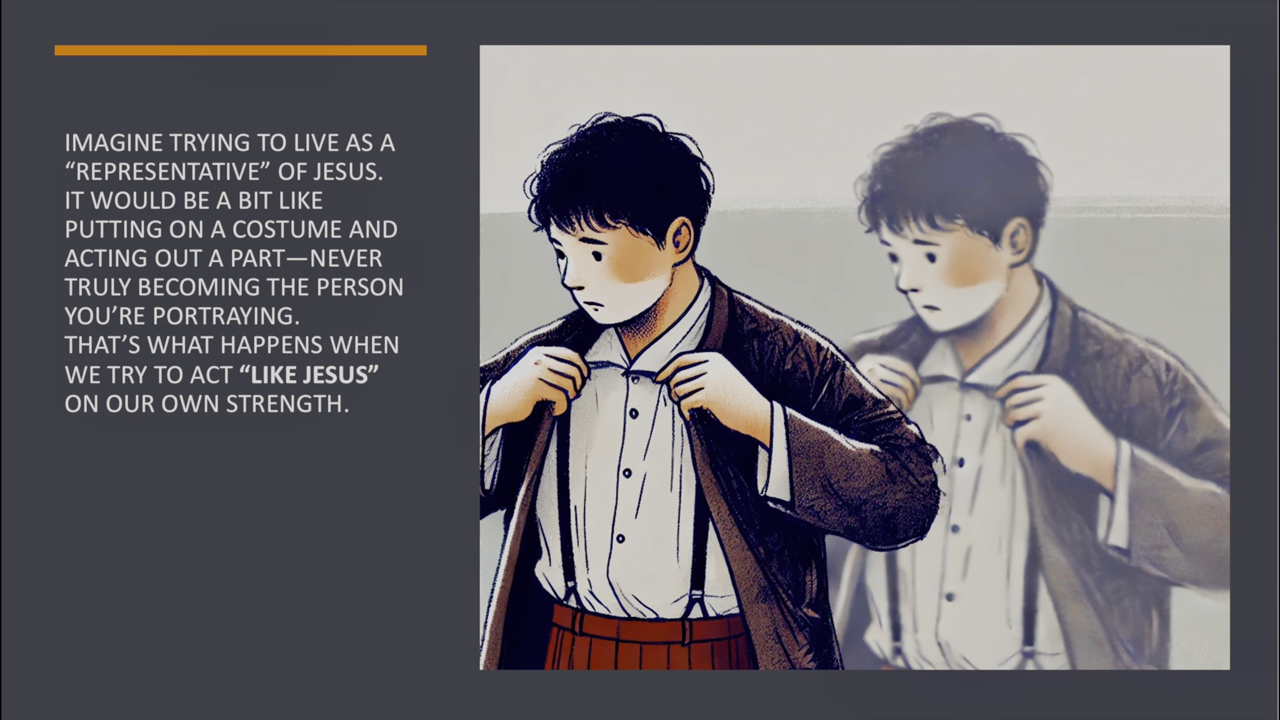 IMAGINE TRYING TO LIVE AS A
“REPRESENTATIVE” OF JESUS.
IT WOULD BE A BIT LIKE
PUTTING ON A COSTUME AND
ACTING OUT A PART—NEVER
TRULY BECOMING THE PERSON
YOU’RE PORTRAYING.
THAT’S WHAT HAPPENS WHEN
WE TRY TO ACT “LIKE JESUS”
ON OUR OWN STRENGTH.